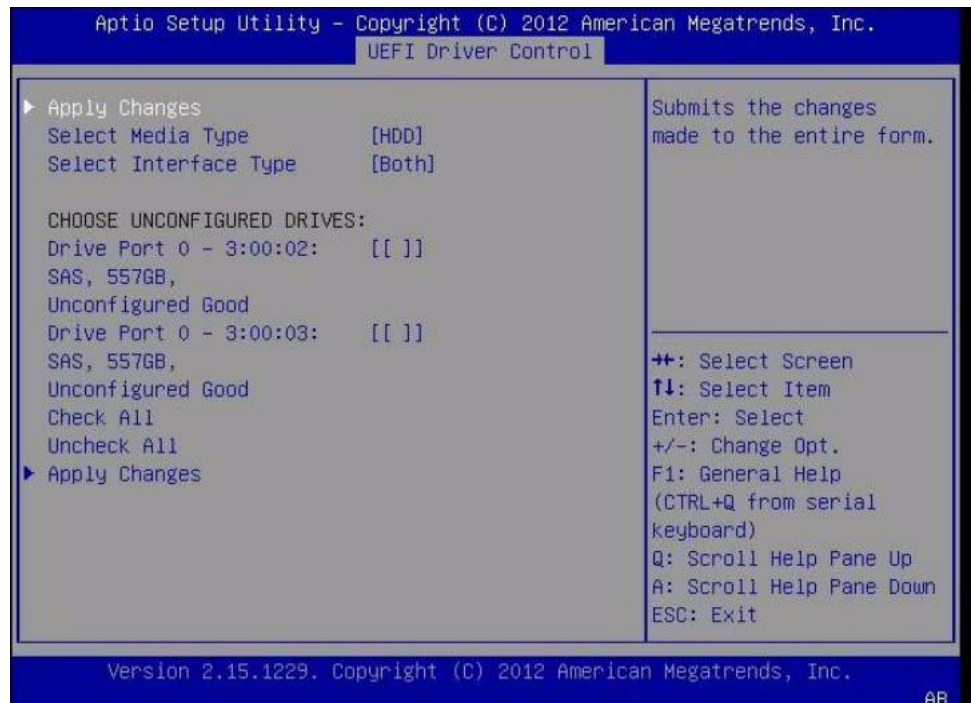 Aptio Setup Utility – Copyright (C) 2012 American Megatrends, Inc.
UEFI Driver Control
▶ Apply Changes
Select Media Type [HDD]
Select Interface Type [Both]
CHOOSE UNCONFIGURED DRIVES:
Drive Port 0 – 3:00:02: [[ ]]
SAS, 557GB,
Unconfigured Good
Drive Port 0 – 3:00:03: [[ ]]
SAS, 557GB,
Unconfigured Good
Check All
Uncheck All
▶ Apply Changes
Submits the changes
made to the entire form.
→←: Select Screen
↑↓: Select Item
Enter: Select
+/-: Change Opt.
F1: General Help
(CTRL+Q from serial
keyboard)
Q: Scroll Help Pane Up
A: Scroll Help Pane Down
ESC: Exit
Version 2.15.1229. Copyright (C) 2012 American Megatrends, Inc.
AB